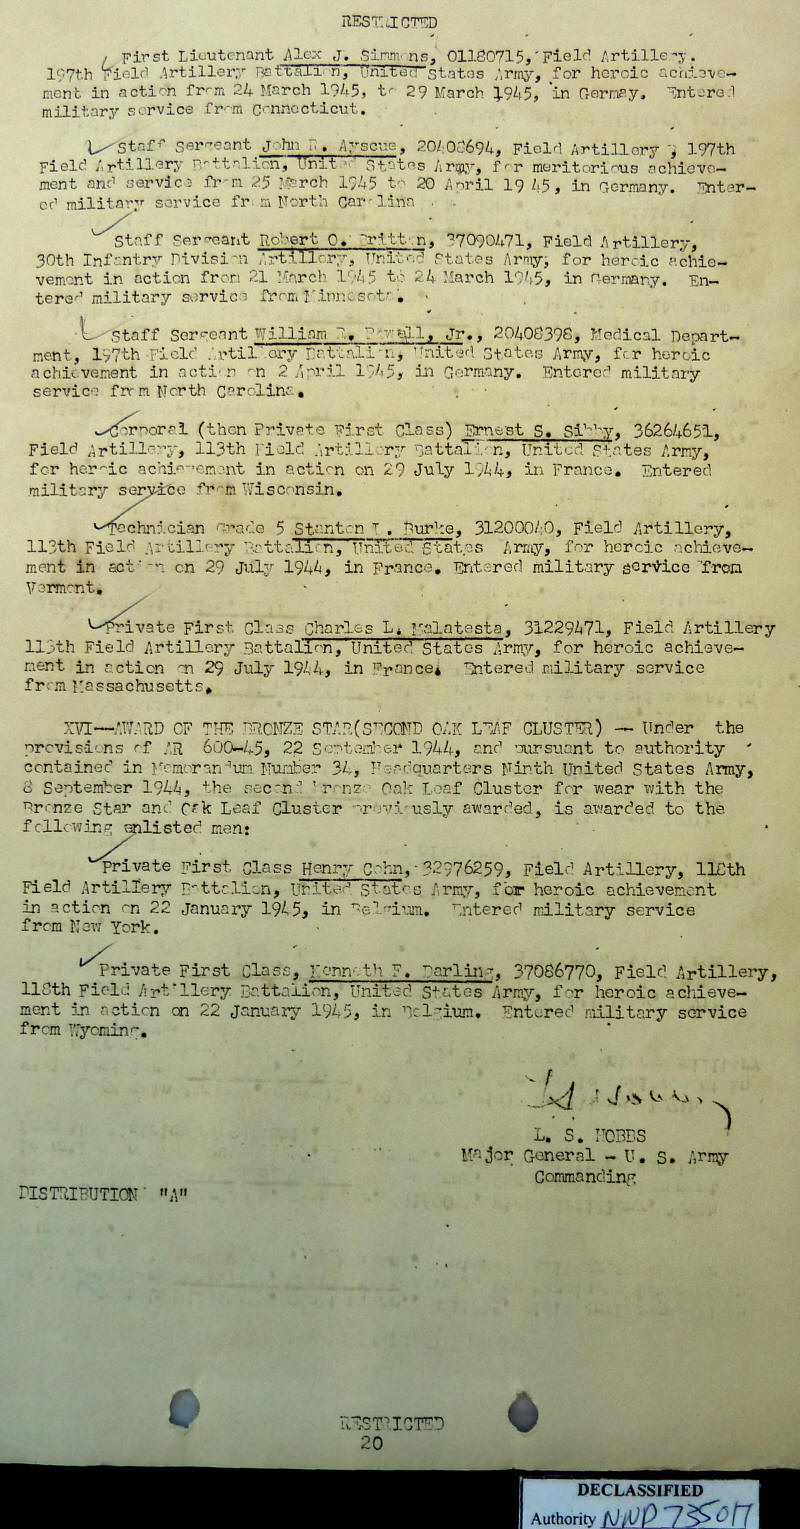 RESTRICTED
First Lieutenant Alex J. Simmons, 01180715, Field Artillery.
197th Field Artillery Battalion, United States Army, for heroic achieve-
ment in action from 24 March 1945, to 29 March 1945, in Germany. Entered
military service from Connecticut.
Staff Sergeant John R. Ayscue, 20408694, Field Artillery , 197th
Field Artillery Battalion, United States Army, for meritorious achieve-
ment and service from 25 March 1945 to 20 April 19 45, in Germany. Enter-
ed military service from North Carolina .
Staff Sergeant Robert O. Britton, 37090471, Field Artillery,
30th Infantry Division Artillery, United States Army, for heroic achie-
vement in action from 21 March 1945 to 24 March 1945, in Germany. En-
tered military service from Minnesota.
Staff Sergeant William R. Powell, Jr., 20408398, Medical Depart-
ment, 197th Field Artillery Battalion, United States Army, for heroic
achievement in action on 2 April 1945, in Germany. Entered military
service from North Carolina.
Corporal (then Private First Class) Ernest S. Sibby, 36264651,
Field Artillery, 113th Field Artillery Battalion, United States Army,
for heroic achievement in action on 29 July 1944, in France. Entered
military service from Wisconsin.
Technician Grade 5 Stanton . Burke, 31200040, Field Artillery,
113th Field Artillery Battalion, United States Army, for heroic achieve-
ment in action on 29 July 1944, in France. Entered military service from
Vermont.
Private First Class Charles L. Malatesta, 31229471, Field Artillery
113th Field Artillery Battalion, United States Army, for heroic achieve-
ment in action on 29 July 1944, in France. Entered military service
from Massachusetts.
XVI—AWARD OF THE BRONZE STAR(SECOND OAK LEAF CLUSTER) — Under the
provisions of AR 600-45, 22 September 1944, and pursuant to authority
contained in Memorandum Number 34, Headquarters Ninth United States Army,
8 September 1944, the second bronze Oak Leaf Cluster for wear with the
Bronze Star and Oak Leaf Cluster previously awarded, is awarded to the
following enlisted men:
Private First Class Henry Cohn, 32976259, Field Artillery, 118th
Field Artillery Battalion, United States Army, for heroic achievement
in action on 22 January 1945, in Belgium. Entered military service
from New York.
Private First Class, Kenneth F. Darling, 37086770, Field Artillery,
118th Field Artillery Battalion, United States Army, for heroic achieve-
ment in action on 22 January 1945, in Belgium. Entered military service
from Wyoming.
L. S. HOBBS
Major General - U. S. Army
Commanding
DISTRIBUTION "A"
RESTRICTED
20
DECLASSIFIED
Authority NND 735017